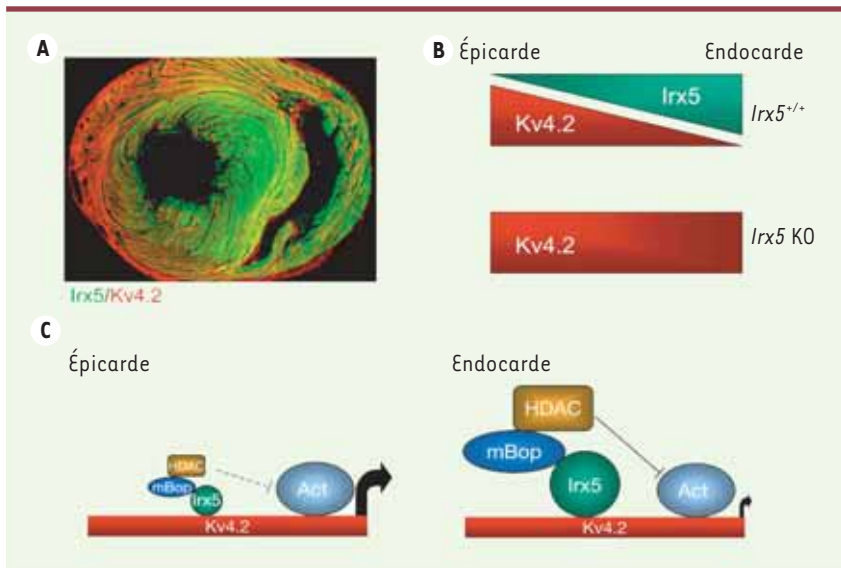 A
Irx5/Kv4.2
B
Épicarde Endocarde
Irx5
Kv4.2
Irx5+/+
Kv4.2
Irx5 KO
C
Épicarde
HDAC
mBop
Irx5
Act
Kv4.2
Endocarde
HDAC
mBop
Irx5
Act
Kv4.2